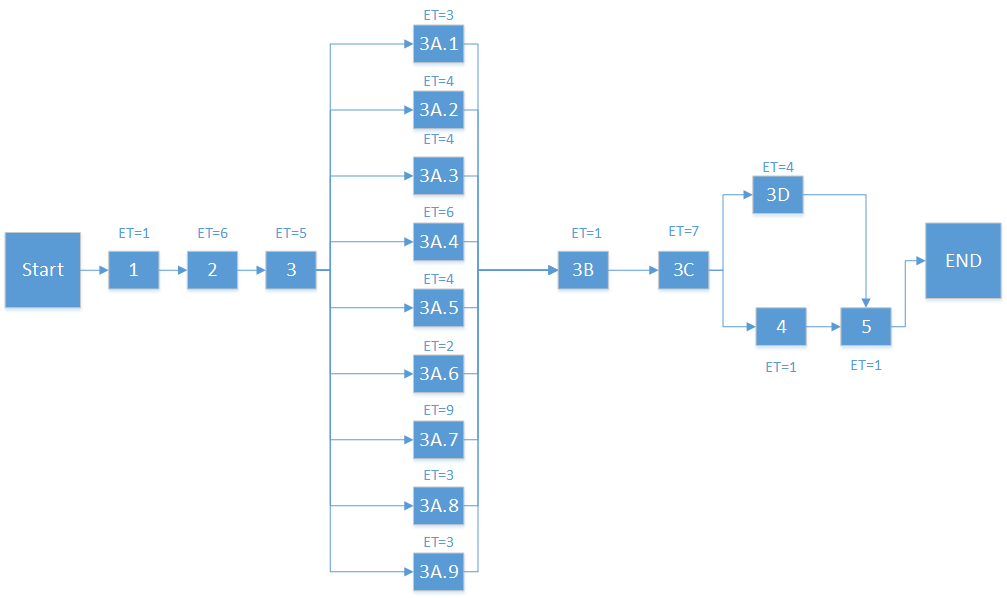 ET=3
3A.1
ET=4
3A.2
ET=4
3A.3
ET=6
3A.4
ET=4
3A.5
ET=2
3A.6
ET=9
3A.7
ET=3
3A.8
ET=3
3A.9
Start
ET=1
1
ET=6
2
ET=5
3
ET=1
3B
ET=7
3C
ET=4
3D
4
ET=1
5
ET=1
END